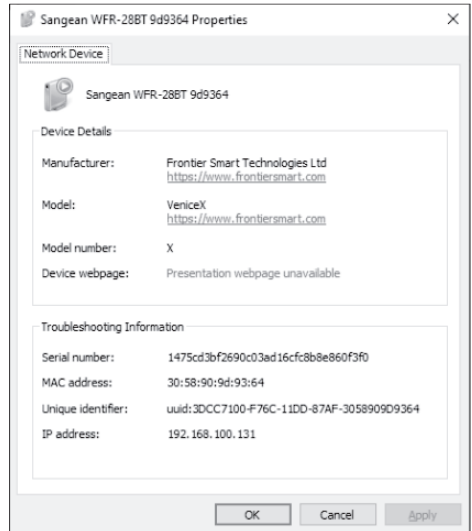 Sangean WFR-28BT 9d9364 Properties
Network Device
Sangean WFR-28BT 9d9364
Device Details
Manufacturer: Frontier Smart Technologies Ltd
https://www.frontiersmart.com
Model: VeniceX
https://www.frontiersmart.com
Model number: X
Device webpage: Presentation webpage unavailable
Troubleshooting Information
Serial number: 1475cd3bf2690c03ad16cfc8b8e860f3f0
MAC address: 30:58:90:9d:93:64
Unique identifier: uuid:3DCC7100-F76C-11DD-87AF-3058909D9364
IP address: 192.168.100.131
OK Cancel Apply